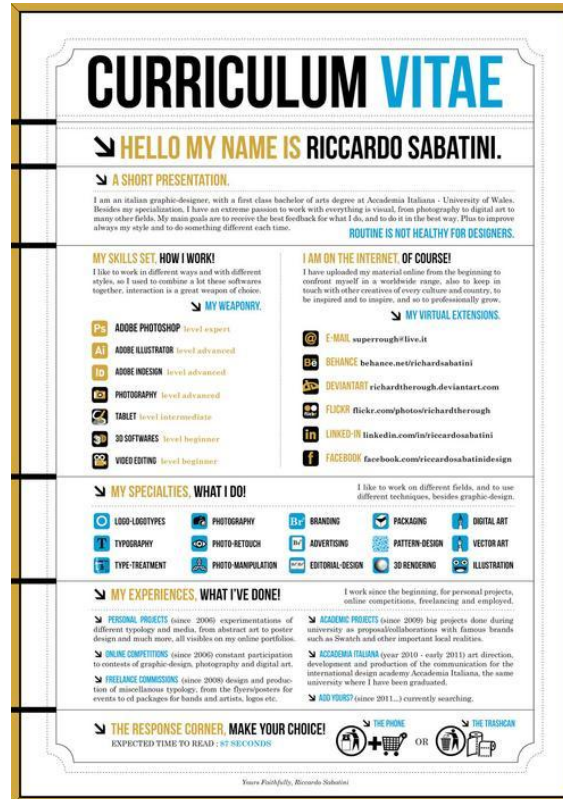 CURRICULUM VITAE
HELLO MY NAME IS RICCARDO SABATINI.
A SHORT PRESENTATION.
I am an italian graphic-designer, with a first class bachelor of arts degree at Accademia Italiana - University of Wales.
Besides my specialization, I have an extreme passion to work with everything is visual, from photography to digital art to
many other fields. My main goals are to receive the best feedback for what I do, and to do it in the best way. Plus to improve
always my style and to do something different each time.
ROUTINE IS NOT HEALTHY FOR DESIGNERS.
MY SKILLS SET, HOW I WORK!
I like to work in different ways and with different
styles, so I used to combine a lot these softwares
together, interaction is a great weapon of choice.
MY WEAPONRY.
Ps ADOBE PHOTOSHOP level expert
Ai ADOBE ILLUSTRATOR level advanced
ID ADOBE INDESIGN level advanced
PHOTOGRAPHY level advanced
TABLET level intermediate
3D 3D SOFTWARES level beginner
VIDEO EDITING level beginner
I AM ON THE INTERNET, OF COURSE!
I have uploaded my material online from the beginning to
confront myself in a worldwide range, also to keep in
touch with other creatives of every culture and country, to
be inspired and to inspire, and so to professionally grow.
MY VIRTUAL EXTENSIONS.
@ E-MAIL superrough@live.it
Bē BEHANCE behance.net/richardsabatini
DEVIANTART richardtherough.deviantart.com
FLICKR flickr.com/photos/richardtherough
in LINKED-IN linkedin.com/in/riccardosabatini
f FACEBOOK facebook.com/riccardosabatinidesign
MY SPECIALTIES, WHAT I DO!
I like to work on different fields, and to use
different techniques, besides graphic-design.
LOGO-LOGOTYPES PHOTOGRAPHY Br BRANDING PACKAGING DIGITAL ART
T TYPOGRAPHY PHOTO-RETOUCH ADVERTISING PATTERN-DESIGN VECTOR ART
TYPE-TREATMENT PHOTO-MANIPULATION EDITORIAL-DESIGN 3D RENDERING ILLUSTRATION
MY EXPERIENCES, WHAT I'VE DONE!
I work since the beginning, for personal projects,
online competitions, freelancing and employed.
PERSONAL PROJECTS (since 2006) experimentations of
different typology and media, from abstract art to poster
design and much more, all visibles on my online portfolios.
ONLINE COMPETITIONS (since 2006) constant participation
to contests of graphic-design, photography and digital art.
FREELANCE COMMISSIONS (since 2008) design and produc-
tion of miscellanous typology, from the flyers/posters for
events to cd packages for bands and artists, logos etc.
ACADEMIC PROJECTS (since 2009) big projects done during
university as proposal/collaborations with famous brands
such as Swatch and other important local realities.
ACCADEMIA ITALIANA (year 2010 - early 2011) art direction,
development and production of the communication for the
international design academy Accademia Italiana, the same
university where I have been graduated.
ADD YOURS? (since 2011...) currently searching.
THE RESPONSE CORNER, MAKE YOUR CHOICE!
EXPECTED TIME TO READ : 87 SECONDS
THE PHONE
OR
THE TRASHCAN
Yours Faithfully, Riccardo Sabatini